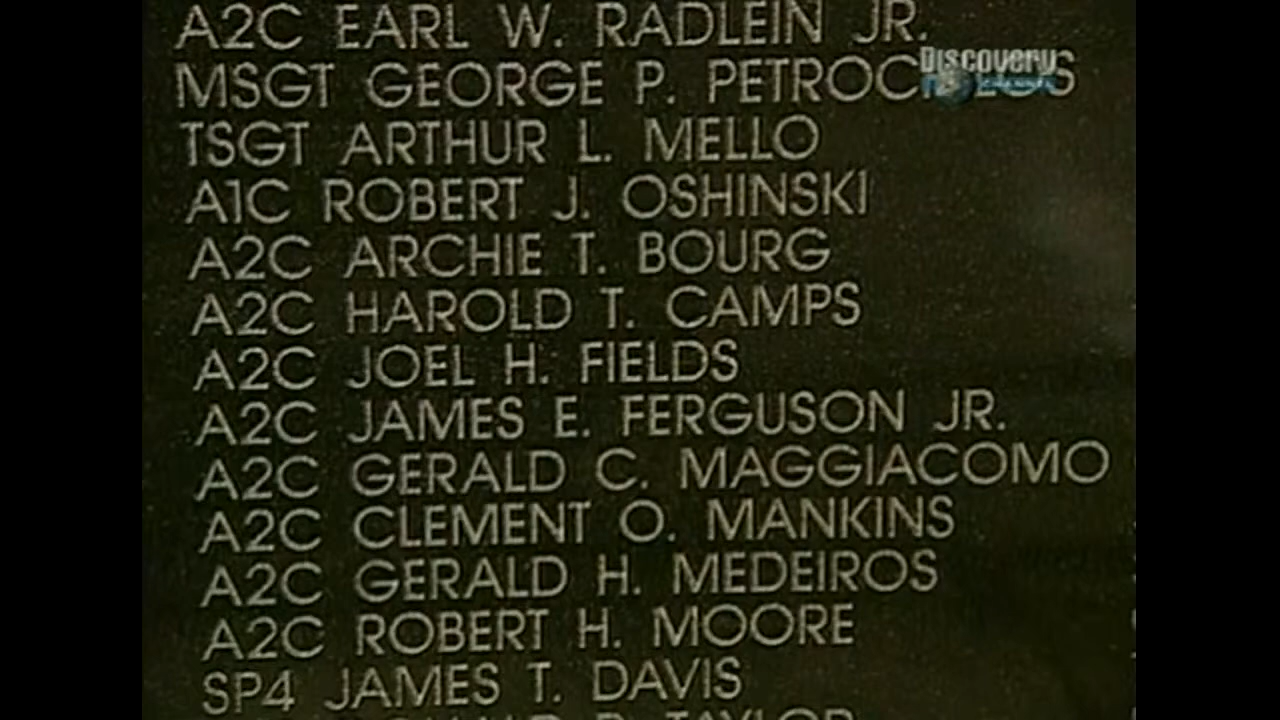 A2C EARL W. RADLEIN JR.
Discovery
CHANNEL
MSGT GEORGE P.
TSGT ARTHUR L. MELLO
A1C ROBERT J. OSHINSKI
A2C ARCHIE T. BOURG
A2C HAROLD T. CAMPS
A2C JOEL H. FIELDS
A2C JAMES E. FERGUSON JR.
A2C GERALD C. MAGGIACOMO
A2C CLEMENT O. MANKINS
A2C GERALD H. MEDEIROS
A2C ROBERT H. MOORE
SP4 JAMES T. DAVIS
TAYLOR